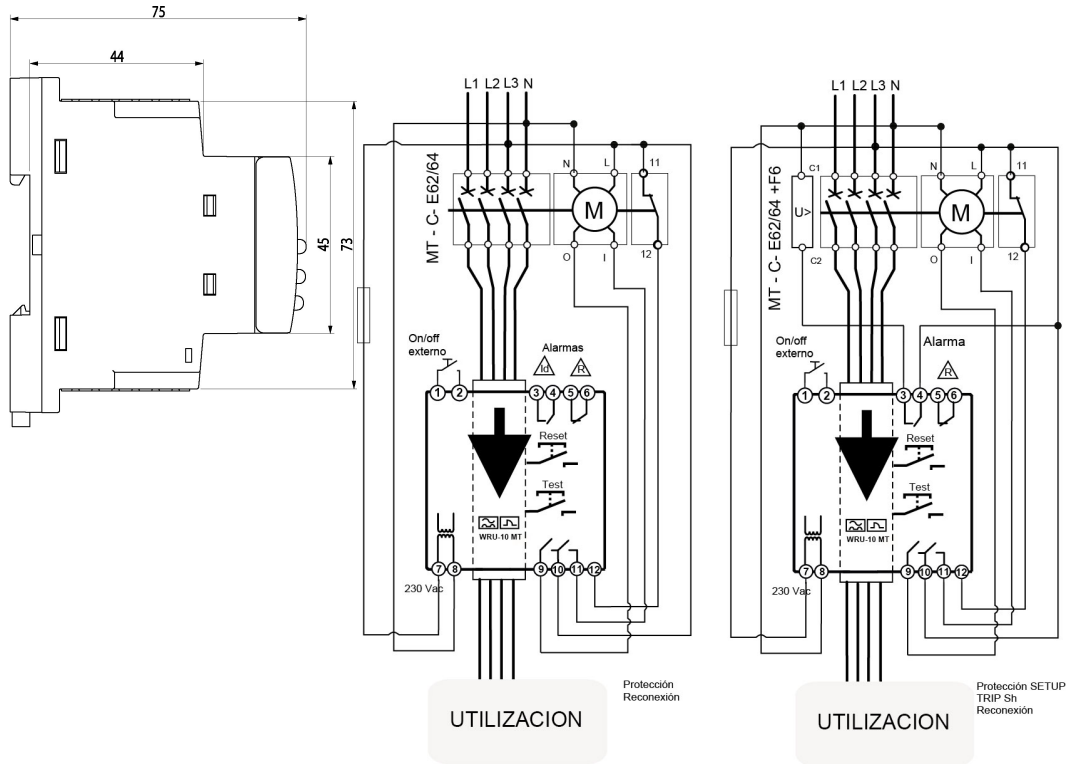 75
44
45
73
L1 L2 L3 N
MT - C- E62/64
N
L
11
M
O
I
12
On/off
externo
Alarmas
Id
R
1 2 3 4 5 6
Reset
Test
WRU-10 MT
7 8 9 10 11 12
230 Vac
Protección
Reconexión
UTILIZACION
L1 L2 L3 N
MT - C- E62/64 +F6
C1
U>
C2
N
L
11
M
O
I
12
On/off
externo
Alarma
R
1 2 3 4 5 6
Reset
Test
WRU-10 MT
7 8 9 10 11 12
230 Vac
Protección SETUP
TRIP Sh
Reconexión
UTILIZACION